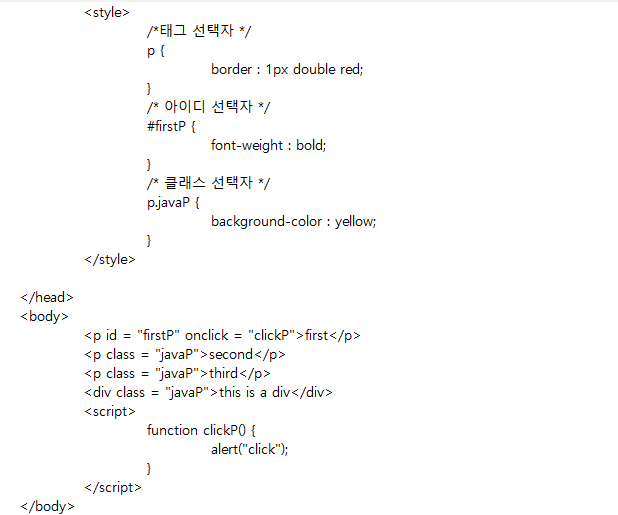 <style>
/*태그 선택자 */
p {
border : 1px double red;
}
/* 아이디 선택자 */
#firstP {
font-weight : bold;
}
/* 클래스 선택자 */
p.javaP {
background-color : yellow;
}
</style>
</head>
<body>
<p id = "firstP" onclick = "clickP">first</p>
<p class = "javaP">second</p>
<p class = "javaP">third</p>
<div class = "javaP">this is a div</div>
<script>
function clickP() {
alert("click");
}
</script>
</body>